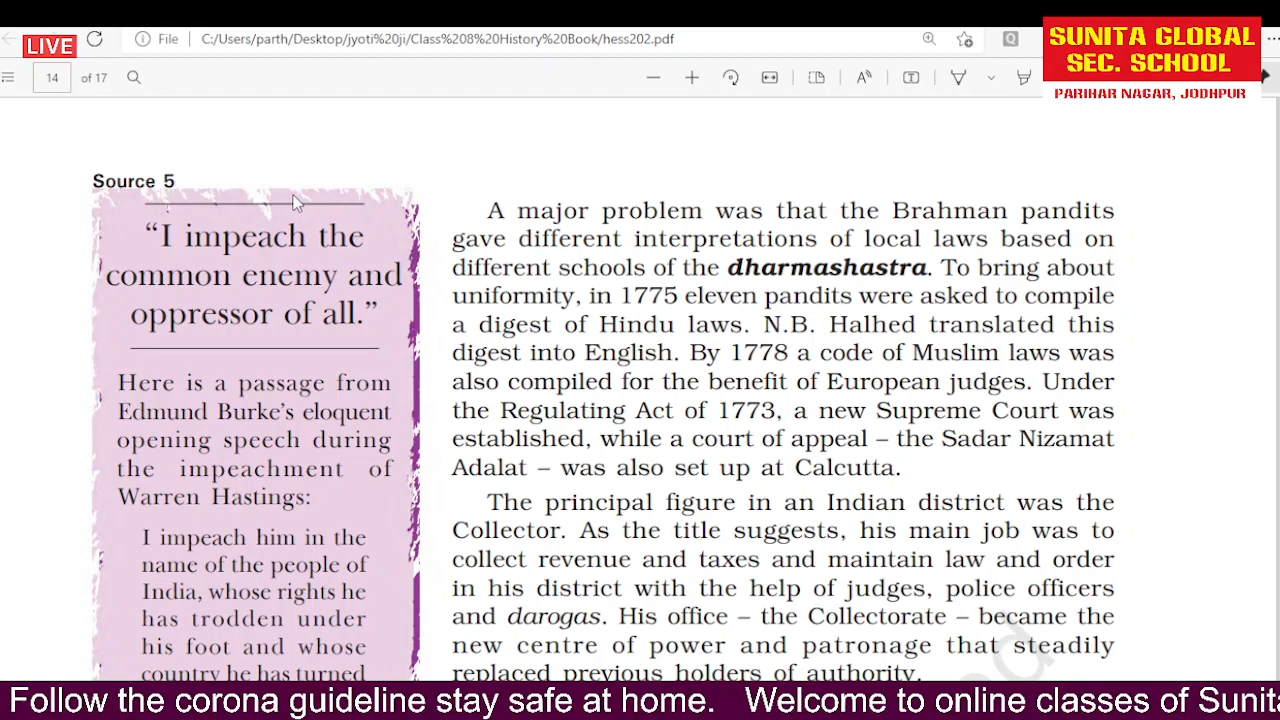 LIVE
File
C:/Users/parth/Desktop/jyoti%20ji/Class%208%20History%20Book/hess202.pdf
SUNITA GLOBAL
SEC. SCHOOL
PARIHAR NAGAR, JODHPUR
14 of 17
Source 5
“I impeach the
common enemy and
oppressor of all.”
Here is a passage from
Edmund Burke’s eloquent
opening speech during
the impeachment of
Warren Hastings:
I impeach him in the
name of the people of
India, whose rights he
has trodden under
his foot and whose
country he has turned
A major problem was that the Brahman pandits
gave different interpretations of local laws based on
different schools of the dharmashastra. To bring about
uniformity, in 1775 eleven pandits were asked to compile
a digest of Hindu laws. N.B. Halhed translated this
digest into English. By 1778 a code of Muslim laws was
also compiled for the benefit of European judges. Under
the Regulating Act of 1773, a new Supreme Court was
established, while a court of appeal – the Sadar Nizamat
Adalat – was also set up at Calcutta.
The principal figure in an Indian district was the
Collector. As the title suggests, his main job was to
collect revenue and taxes and maintain law and order
in his district with the help of judges, police officers
and darogas. His office – the Collectorate – became the
new centre of power and patronage that steadily
replaced previous holders of authority.
Follow the corona guideline stay safe at home. Welcome to online classes of